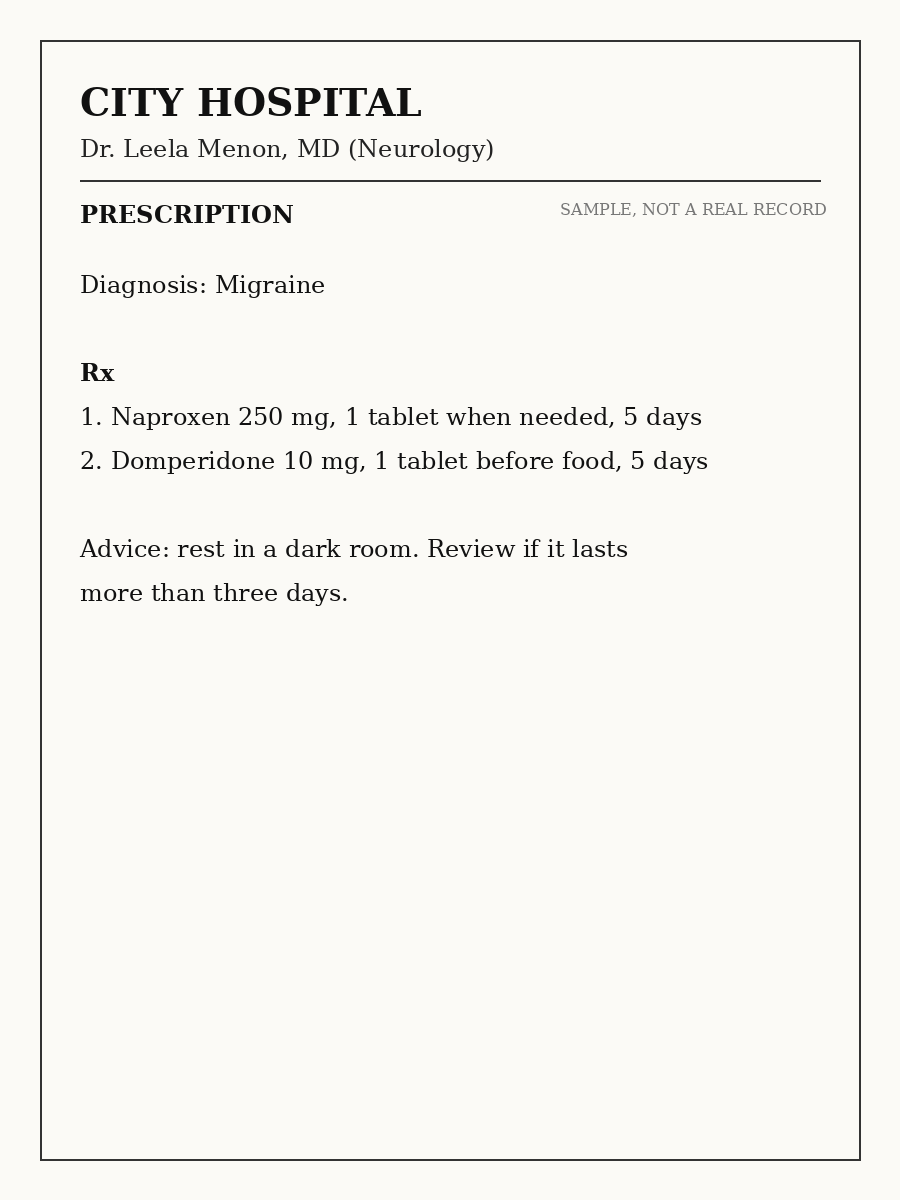 CITY HOSPITAL
Dr. Leela Menon, MD (Neurology)
PRESCRIPTION
SAMPLE, NOT A REAL RECORD
Diagnosis: Migraine
Rx
1. Naproxen 250 mg, 1 tablet when needed, 5 days
2. Domperidone 10 mg, 1 tablet before food, 5 days
Advice: rest in a dark room. Review if it lasts
more than three days.